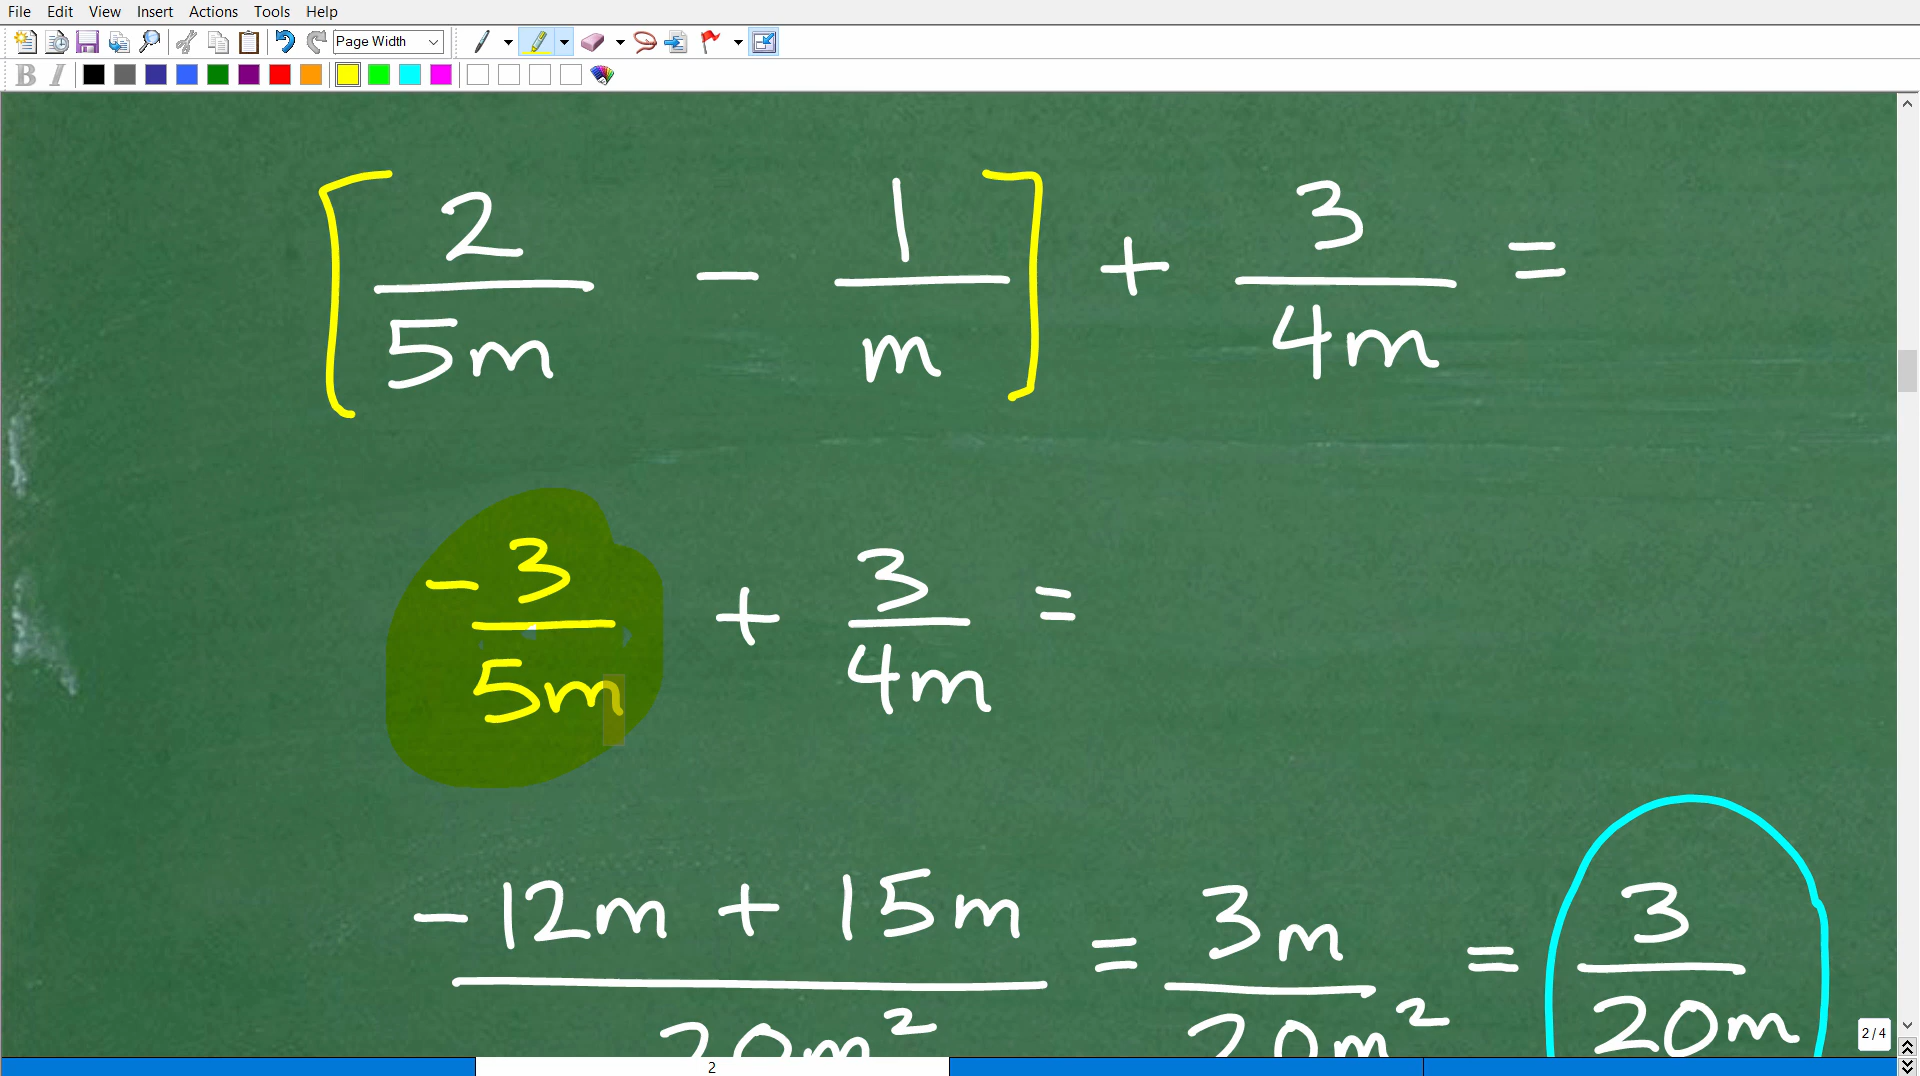 File Edit View Insert Actions Tools Help
Page Width
B I
[ 2/5m - 1/m ] + 3/4m =
-3/5m + 3/4m =
-12m + 15m / 20m² = 3m / 20m² = 3/20m
2 / 4
2